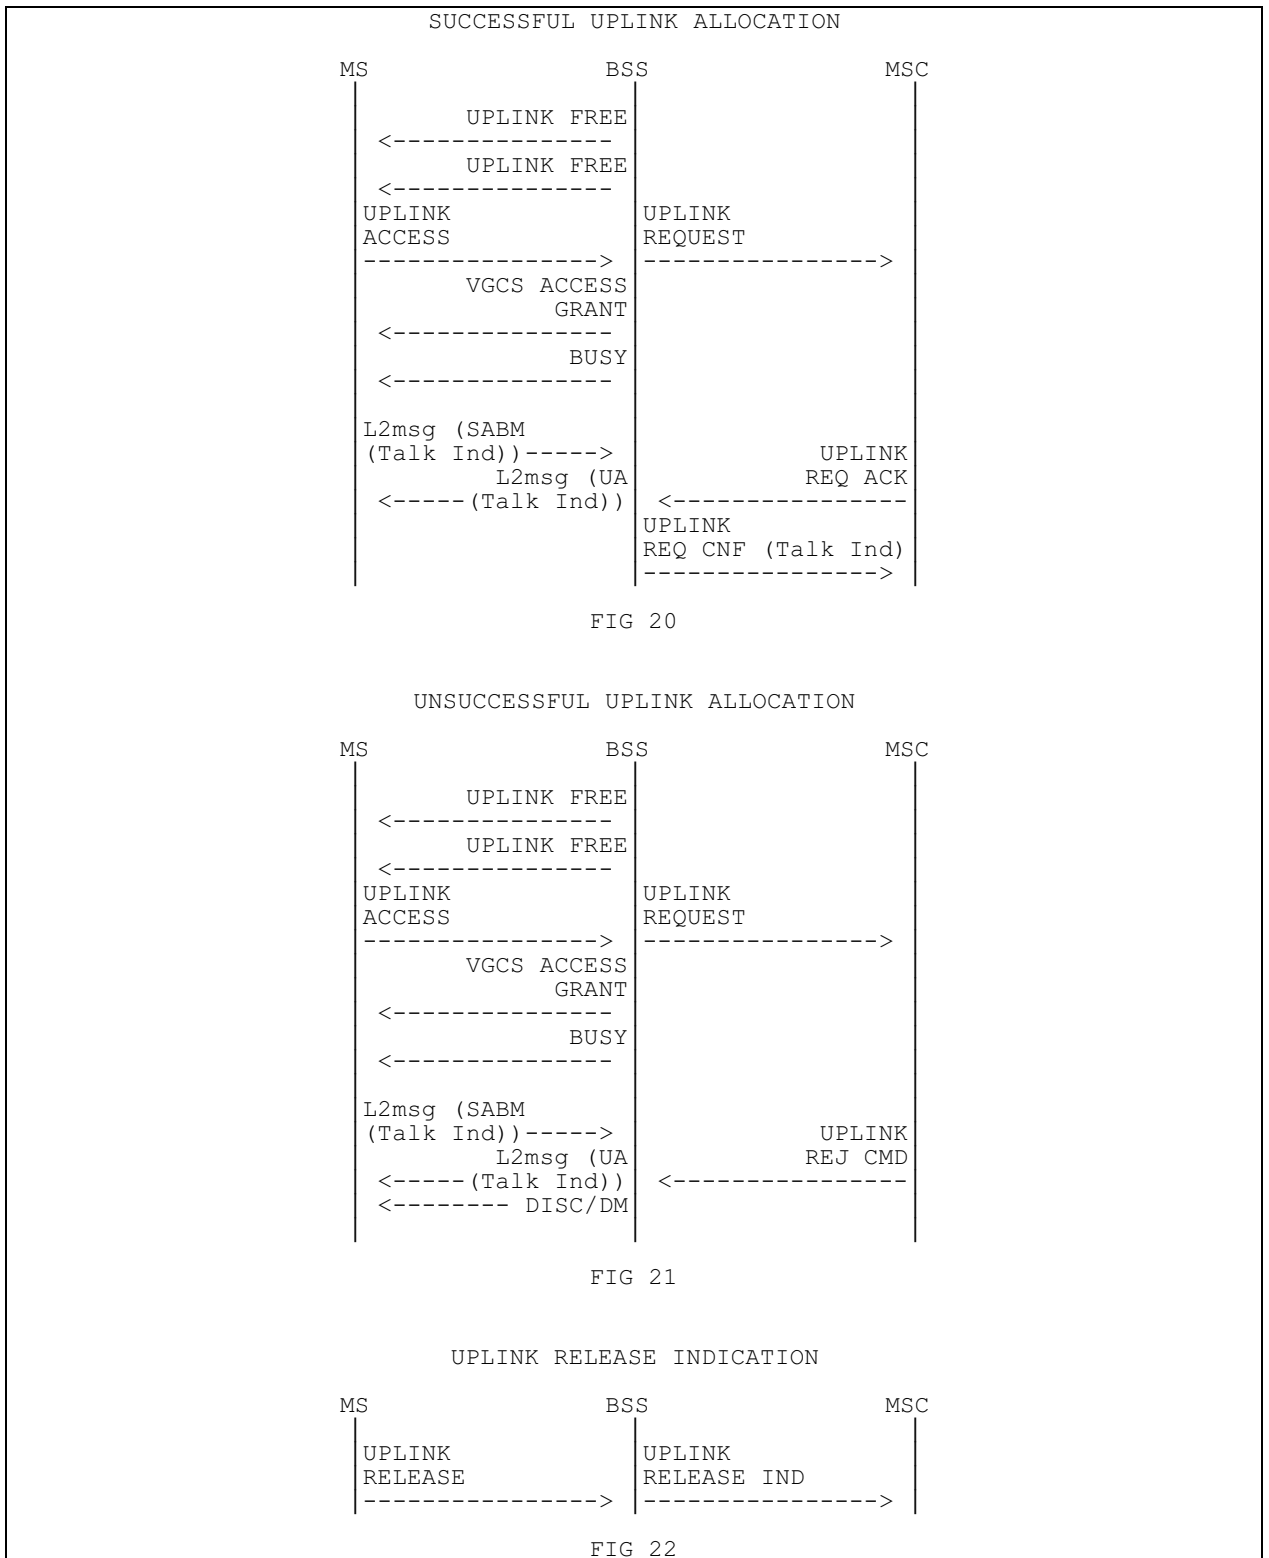 SUCCESSFUL UPLINK ALLOCATION
MS BSS MSC
UPLINK FREE
<---------------
UPLINK FREE
<---------------
UPLINK UPLINK
ACCESS REQUEST
----------------> ---------------->
VGCS ACCESS
GRANT
<---------------
BUSY
<---------------
L2msg (SABM
(Talk Ind))-----> UPLINK
L2msg (UA REQ ACK
<-----(Talk Ind)) <----------------
UPLINK
REQ CNF (Talk Ind)
---------------->
FIG 20
UNSUCCESSFUL UPLINK ALLOCATION
MS BSS MSC
UPLINK FREE
<---------------
UPLINK FREE
<---------------
UPLINK UPLINK
ACCESS REQUEST
----------------> ---------------->
VGCS ACCESS
GRANT
<---------------
BUSY
<---------------
L2msg (SABM
(Talk Ind))-----> UPLINK
L2msg (UA REJ CMD
<-----(Talk Ind)) <----------------
<-------- DISC/DM
FIG 21
UPLINK RELEASE INDICATION
MS BSS MSC
UPLINK UPLINK
RELEASE RELEASE IND
----------------> ---------------->
FIG 22